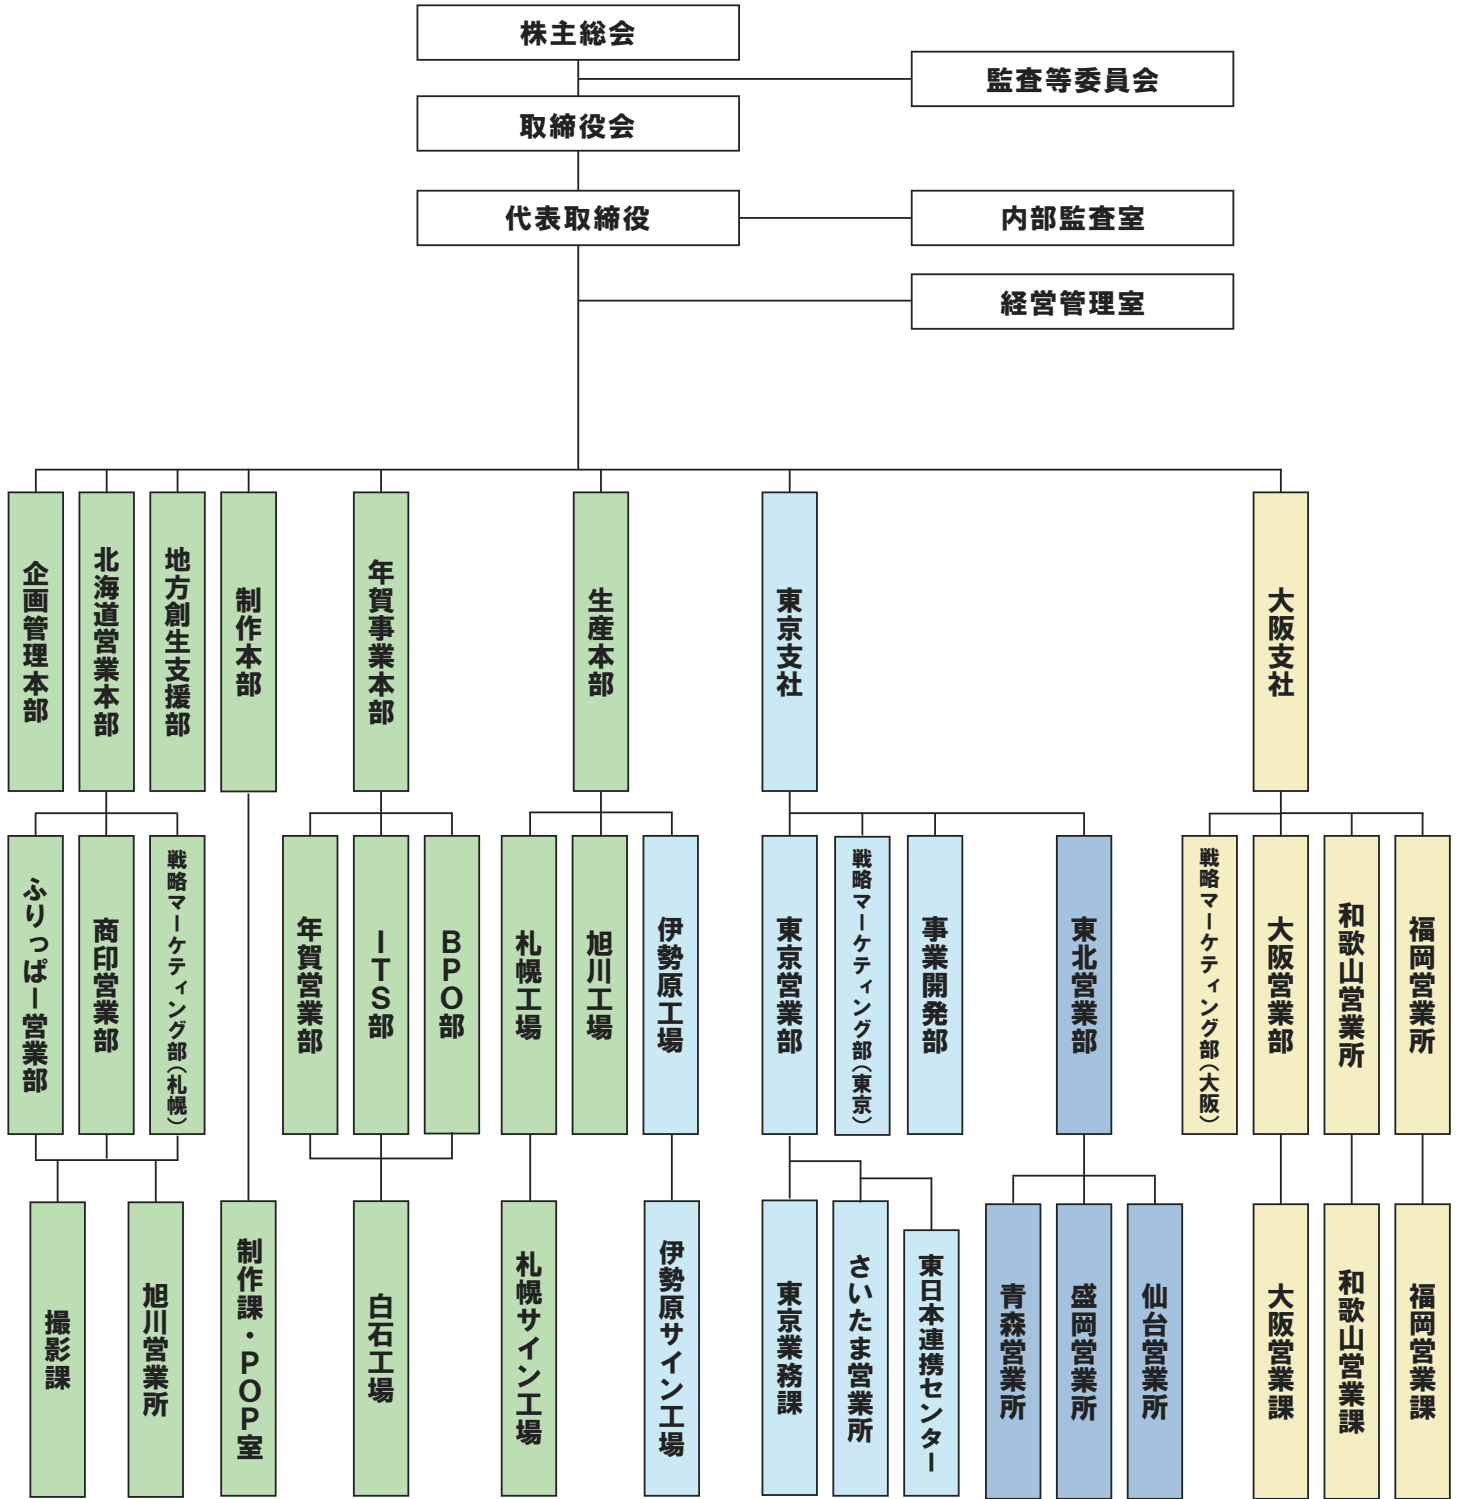 株主総会
監査等委員会
取締役会
代表取締役
内部監査室
経営管理室
企画管理本部
北海道営業本部
地方創生支援部
制作本部
年賀事業本部
生産本部
東京支社
大阪支社
ふりっぱー営業部
商印営業部
戦略マーケティング部(札幌)
年賀営業部
ITS部
BPO部
札幌工場
旭川工場
伊勢原工場
東京営業部
戦略マーケティング部(東京)
事業開発部
東北営業部
戦略マーケティング部(大阪)
大阪営業部
和歌山営業所
福岡営業所
撮影課
旭川営業所
制作課・POP室
白石工場
札幌サイン工場
伊勢原サイン工場
東京業務課
さいたま営業所
東日本連携センター
青森営業所
盛岡営業所
仙台営業所
大阪営業課
和歌山営業課
福岡営業課